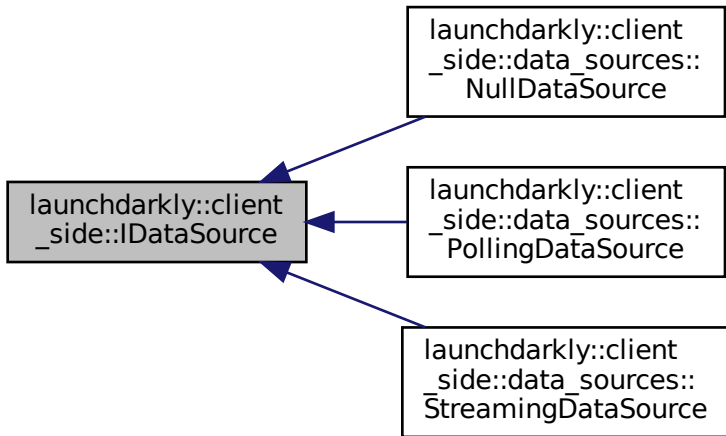 launchdarkly::client
_side::IDataSource
launchdarkly::client
_side::data_sources::
NullDataSource
launchdarkly::client
_side::data_sources::
PollingDataSource
launchdarkly::client
_side::data_sources::
StreamingDataSource